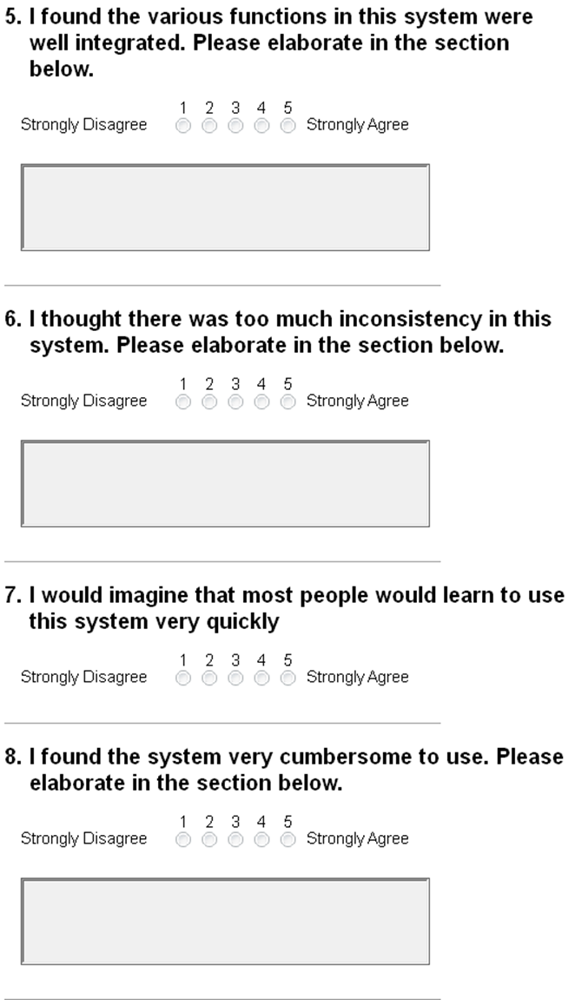 5. I found the various functions in this system were
well integrated. Please elaborate in the section
below.
1 2 3 4 5
Strongly Disagree Strongly Agree
6. I thought there was too much inconsistency in this
system. Please elaborate in the section below.
1 2 3 4 5
Strongly Disagree Strongly Agree
7. I would imagine that most people would learn to use
this system very quickly
1 2 3 4 5
Strongly Disagree Strongly Agree
8. I found the system very cumbersome to use. Please
elaborate in the section below.
1 2 3 4 5
Strongly Disagree Strongly Agree